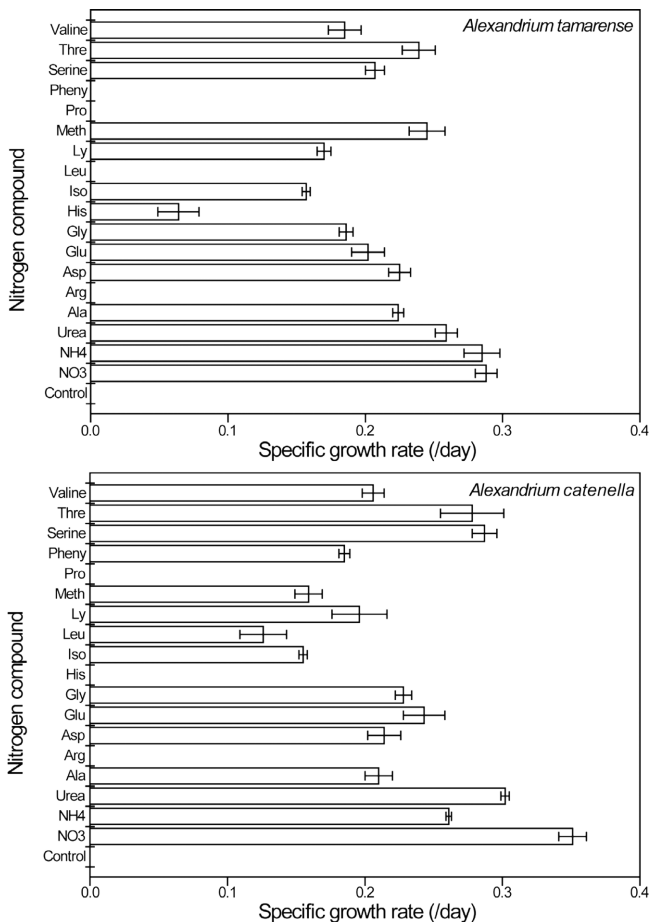 Alexandrium tamarense
Nitrogen compound
Valine
Thre
Serine
Pheny
Pro
Meth
Ly
Leu
Iso
His
Gly
Glu
Asp
Arg
Ala
Urea
NH4
NO3
Control
0.0 0.1 0.2 0.3 0.4
Specific growth rate (/day)
Alexandrium catenella
Nitrogen compound
Valine
Thre
Serine
Pheny
Pro
Meth
Ly
Leu
Iso
His
Gly
Glu
Asp
Arg
Ala
Urea
NH4
NO3
Control
0.0 0.1 0.2 0.3 0.4
Specific growth rate (/day)